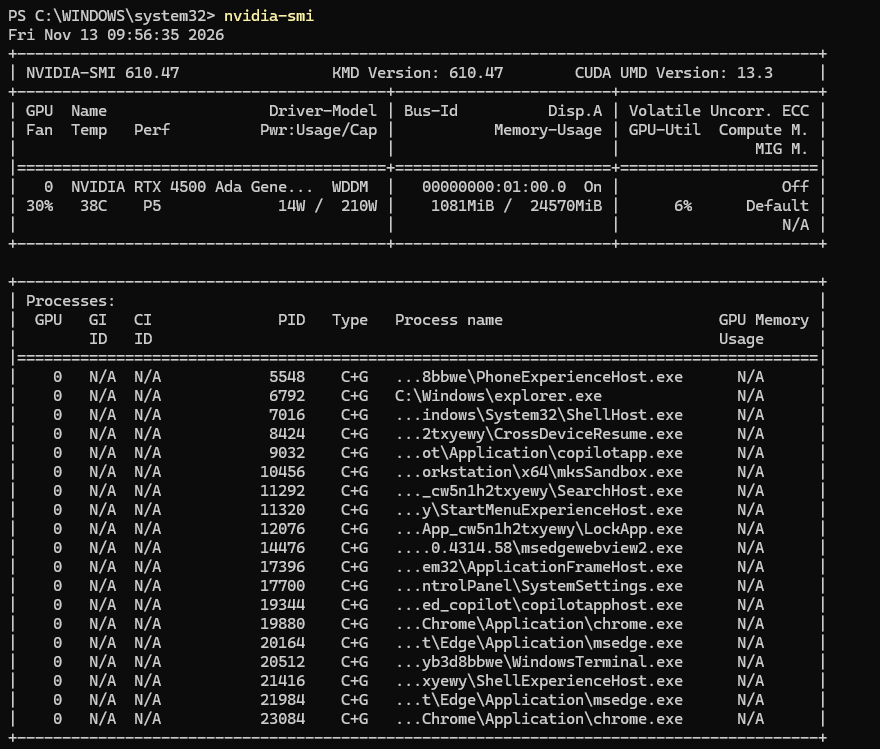 PS C:\WINDOWS\system32> nvidia-smi
Fri Nov 13 09:56:35 2026
+-----------------------------------------------------------------------------------------+
| NVIDIA-SMI 610.47                 KMD Version: 610.47        CUDA UMD Version: 13.3     |
+-----------------------------------------+------------------------+----------------------+
| GPU  Name                  Driver-Model | Bus-Id          Disp.A | Volatile Uncorr. ECC |
| Fan  Temp   Perf          Pwr:Usage/Cap |           Memory-Usage | GPU-Util  Compute M. |
|                                         |                        |               MIG M. |
|=========================================+========================+======================|
|   0  NVIDIA RTX 4500 Ada Gene...  WDDM  |   00000000:01:00.0  On |                  Off |
| 30%   38C    P5             14W /  210W |    1081MiB /  24570MiB |      6%      Default |
|                                         |                        |                  N/A |
+-----------------------------------------+------------------------+----------------------+

+-----------------------------------------------------------------------------------------+
| Processes:                                                                              |
|  GPU   GI   CI              PID   Type   Process name                        GPU Memory |
|        ID   ID                                                               Usage      |
|=========================================================================================|
|    0   N/A  N/A            5548    C+G   ...8bbwe\PhoneExperienceHost.exe      N/A      |
|    0   N/A  N/A            6792    C+G   C:\Windows\explorer.exe               N/A      |
|    0   N/A  N/A            7016    C+G   ...indows\System32\ShellHost.exe      N/A      |
|    0   N/A  N/A            8424    C+G   ...2txyewy\CrossDeviceResume.exe      N/A      |
|    0   N/A  N/A            9032    C+G   ...ot\Application\copilotapp.exe      N/A      |
|    0   N/A  N/A           10456    C+G   ...orkstation\x64\mksSandbox.exe      N/A      |
|    0   N/A  N/A           11292    C+G   ..._cw5n1h2txyewy\SearchHost.exe      N/A      |
|    0   N/A  N/A           11320    C+G   ...y\StartMenuExperienceHost.exe      N/A      |
|    0   N/A  N/A           12076    C+G   ...App_cw5n1h2txyewy\LockApp.exe      N/A      |
|    0   N/A  N/A           14476    C+G   ....0.4314.58\msedgewebview2.exe      N/A      |
|    0   N/A  N/A           17396    C+G   ...em32\ApplicationFrameHost.exe      N/A      |
|    0   N/A  N/A           17700    C+G   ...ntrolPanel\SystemSettings.exe      N/A      |
|    0   N/A  N/A           19344    C+G   ...ed_copilot\copilotapphost.exe      N/A      |
|    0   N/A  N/A           19880    C+G   ...Chrome\Application\chrome.exe      N/A      |
|    0   N/A  N/A           20164    C+G   ...t\Edge\Application\msedge.exe      N/A      |
|    0   N/A  N/A           20512    C+G   ...yb3d8bbwe\WindowsTerminal.exe      N/A      |
|    0   N/A  N/A           21416    C+G   ...xyewy\ShellExperienceHost.exe      N/A      |
|    0   N/A  N/A           21984    C+G   ...t\Edge\Application\msedge.exe      N/A      |
|    0   N/A  N/A           23084    C+G   ...Chrome\Application\chrome.exe      N/A      |
+-----------------------------------------------------------------------------------------+